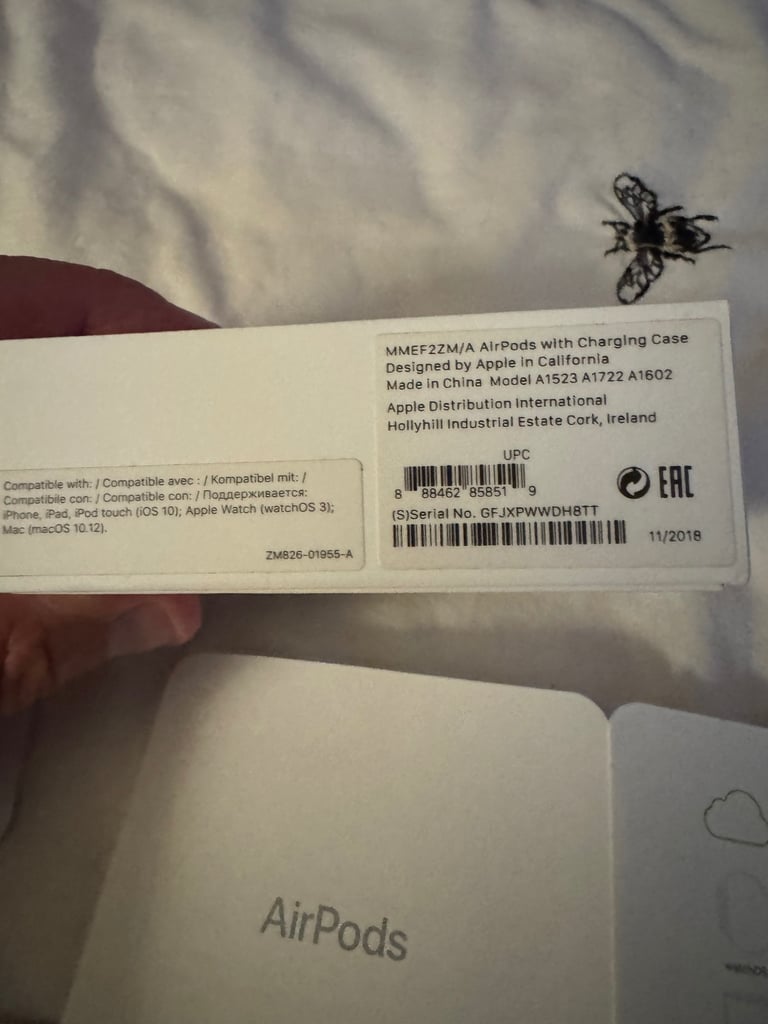 MMEF2ZM/A AirPods with Charging Case
Designed by Apple in California
Made in China Model A1523 A1722 A1602
Apple Distribution International
Hollyhill Industrial Estate Cork, Ireland
UPC
8 88462 85851 9
EAC
(S)Serial No. GFJXPWWDH8TT
11/2018
Compatible with: / Compatible avec : / Kompatibel mit: /
Compatibile con: / Compatible con: / Поддерживается:
iPhone, iPad, iPod touch (iOS 10); Apple Watch (watchOS 3);
Mac (macOS 10.12).
ZM826-01955-A
AirPods